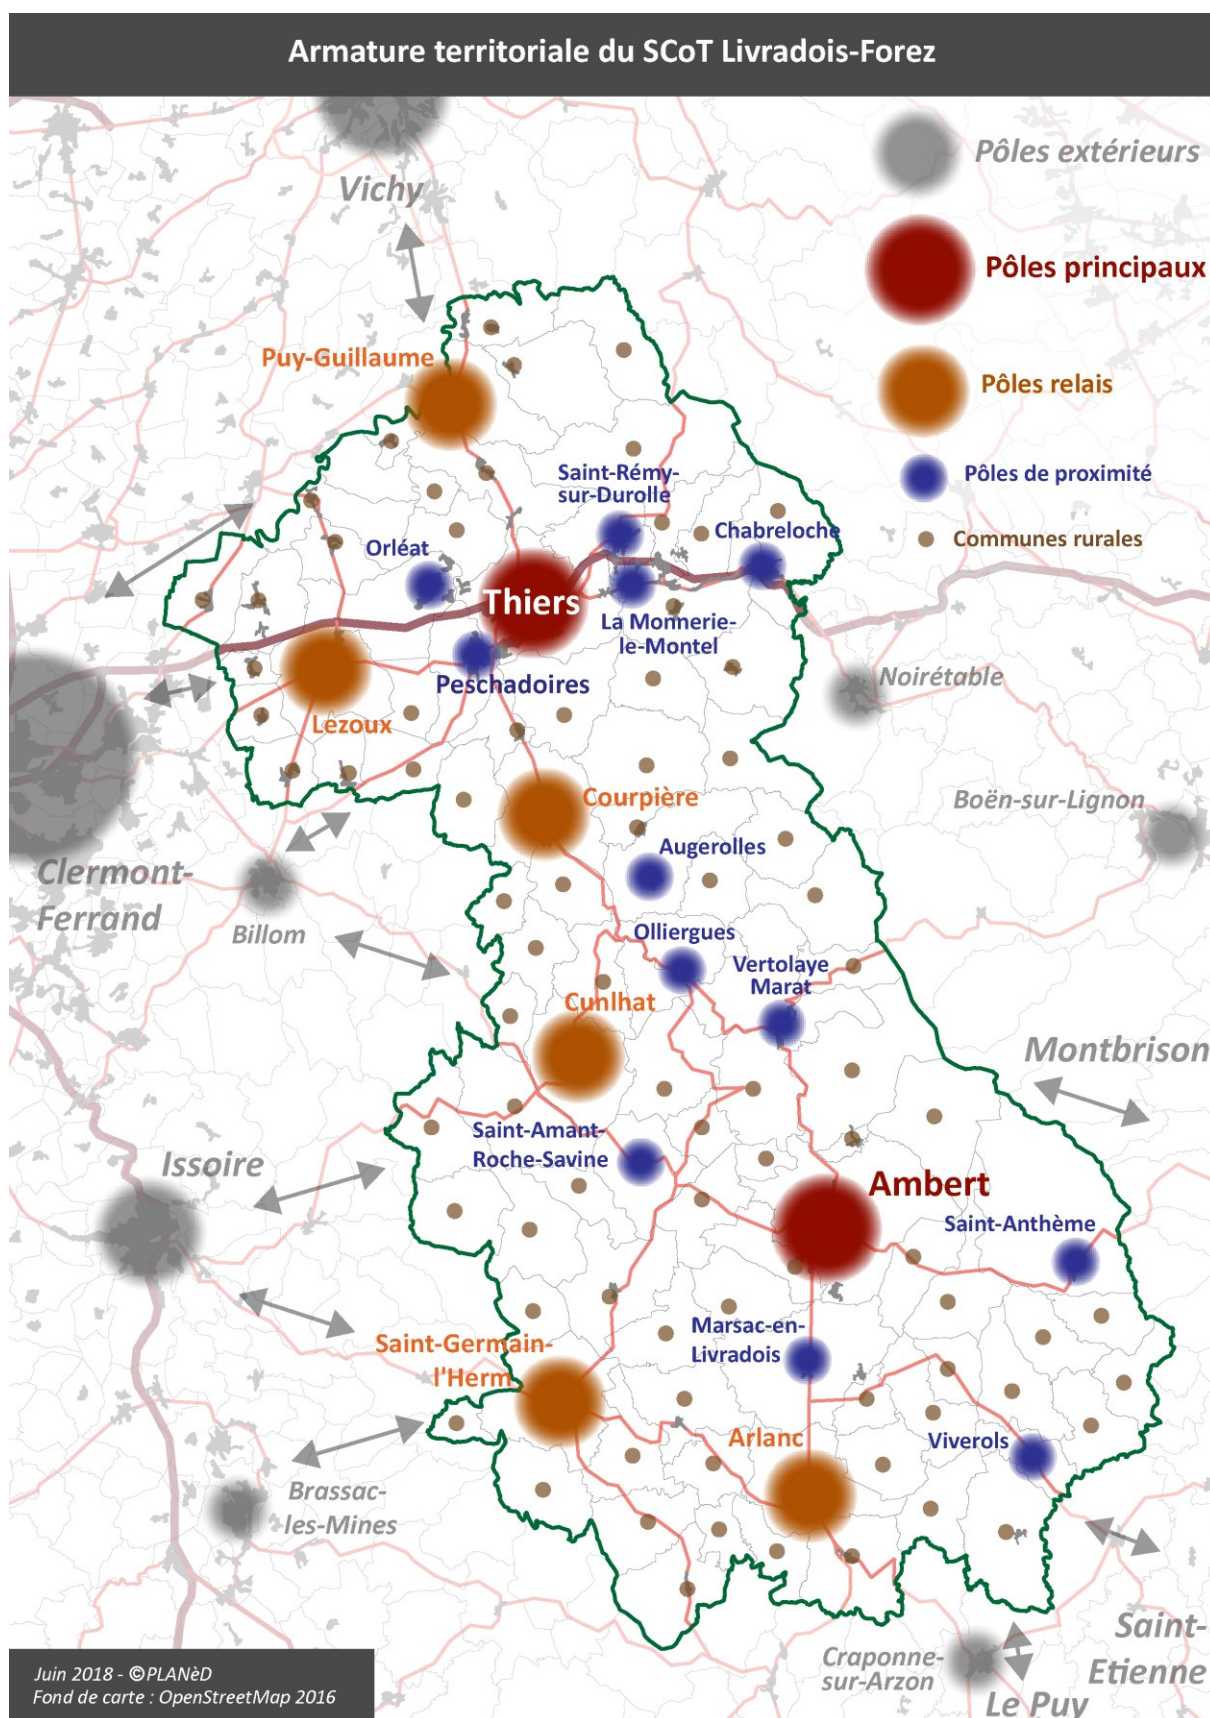 Armature territoriale du SCoT Livradois-Forez
Pôles extérieurs
Vichy
Pôles principaux
Puy-Guillaume
Pôles relais
Saint-Rémy-
sur-Durolle
Pôles de proximité
Chabreloche
Communes rurales
Orléat
Thiers
La Monnerie-
le-Montel
Peschadoires
Noirétable
Lezoux
Courpière
Boën-sur-Lignon
Augerolles
Clermont-
Ferrand
Billom
Olliergues
Vertolaye
Marat
Cunlhat
Montbrison
Saint-Amant-
Roche-Savine
Issoire
Ambert
Saint-Anthème
Marsac-en-
Livradois
Saint-Germain-
l'Herm
Arlanc
Viverols
Brassac-
les-Mines
Saint-
Etienne
Craponne-
sur-Arzon
Le Puy
Juin 2018 - ©PLANèD
Fond de carte : OpenStreetMap 2016